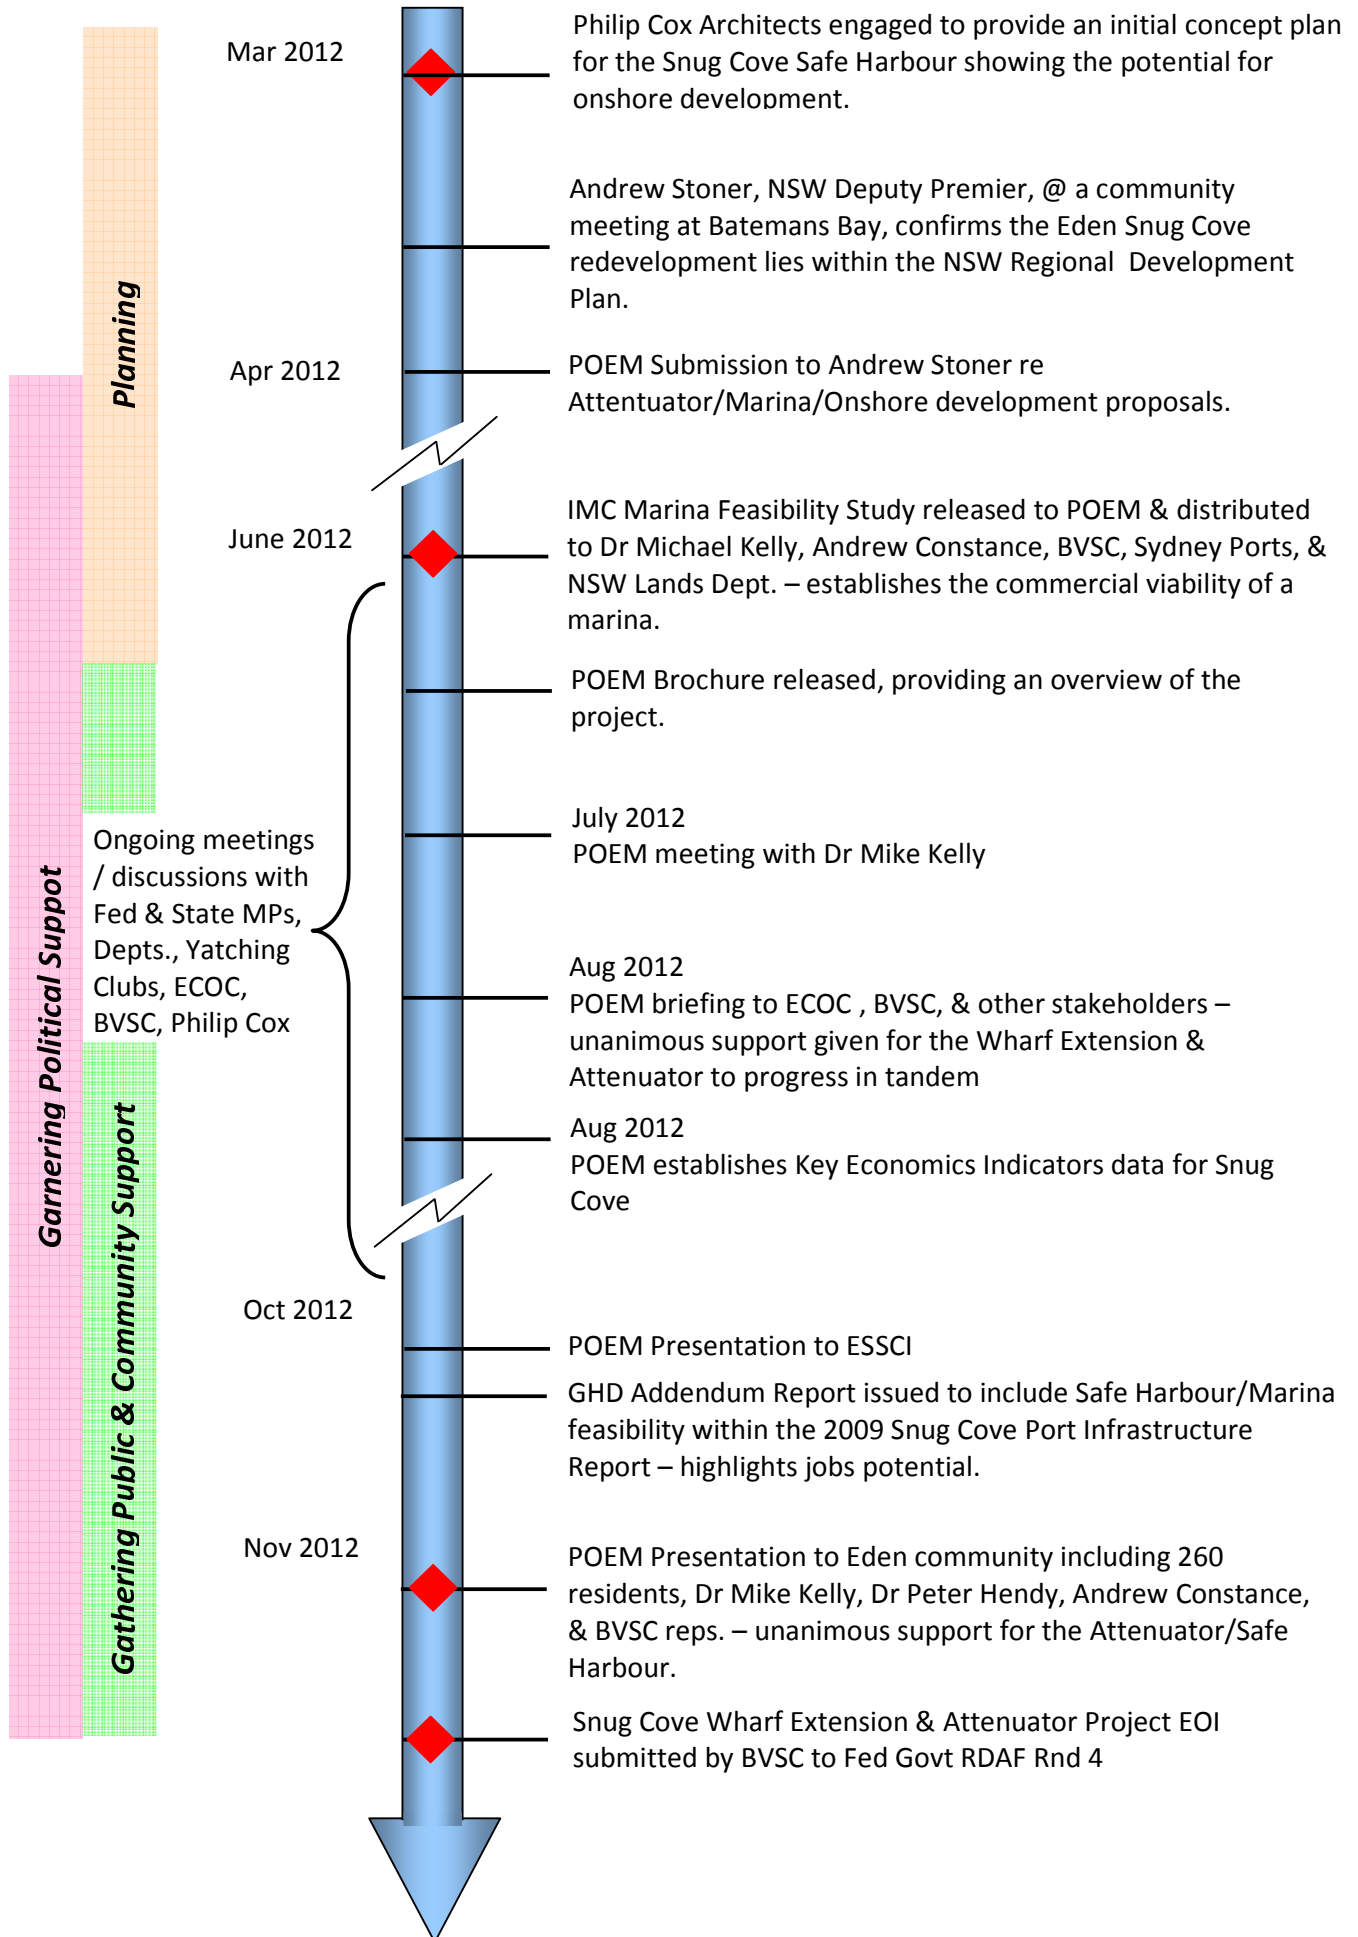 Mar 2012
Philip Cox Architects engaged to provide an initial concept plan
for the Snug Cove Safe Harbour showing the potential for
onshore development.
Andrew Stoner, NSW Deputy Premier, @ a community
meeting at Batemans Bay, confirms the Eden Snug Cove
redevelopment lies within the NSW Regional Development
Plan.
Planning
Apr 2012
POEM Submission to Andrew Stoner re
Attentuator/Marina/Onshore development proposals.
June 2012
IMC Marina Feasibility Study released to POEM & distributed
to Dr Michael Kelly, Andrew Constance, BVSC, Sydney Ports, &
NSW Lands Dept. – establishes the commercial viability of a
marina.
POEM Brochure released, providing an overview of the
project.
July 2012
POEM meeting with Dr Mike Kelly
Garnering Political Suppot
Ongoing meetings
/ discussions with
Fed & State MPs,
Depts., Yatching
Clubs, ECOC,
BVSC, Philip Cox
Aug 2012
POEM briefing to ECOC , BVSC, & other stakeholders –
unanimous support given for the Wharf Extension &
Attenuator to progress in tandem
Aug 2012
POEM establishes Key Economics Indicators data for Snug
Cove
Gathering Public & Community Support
Oct 2012
POEM Presentation to ESSCI
GHD Addendum Report issued to include Safe Harbour/Marina
feasibility within the 2009 Snug Cove Port Infrastructure
Report – highlights jobs potential.
Nov 2012
POEM Presentation to Eden community including 260
residents, Dr Mike Kelly, Dr Peter Hendy, Andrew Constance,
& BVSC reps. – unanimous support for the Attenuator/Safe
Harbour.
Snug Cove Wharf Extension & Attenuator Project EOI
submitted by BVSC to Fed Govt RDAF Rnd 4